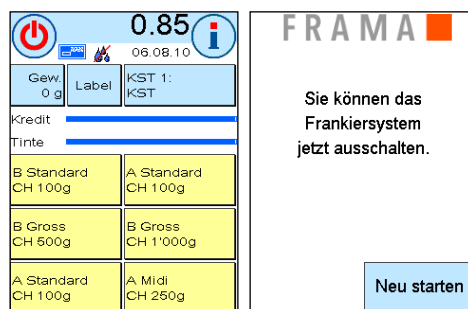 0.85
06.08.10
Gew.
0 g
Label
KST 1:
KST
Kredit
Tinte
B Standard
CH 100g
A Standard
CH 100g
B Gross
CH 500g
B Gross
CH 1'000g
A Standard
CH 100g
A Midi
CH 250g
FRAMA
Sie können das
Frankiersystem
jetzt ausschalten.
Neu starten